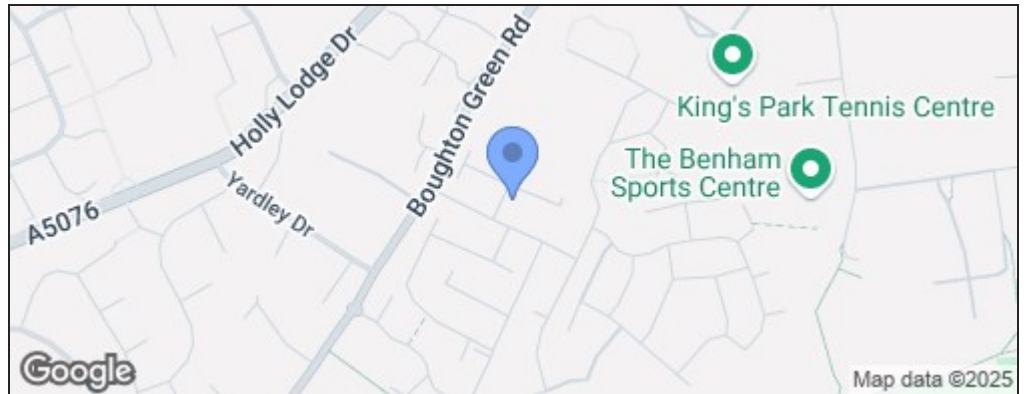 Holly Lodge Dr
Boughton Green Rd
King's Park Tennis Centre
The Benham
Sports Centre
Yardley Dr
A5076
Google
Map data ©2025